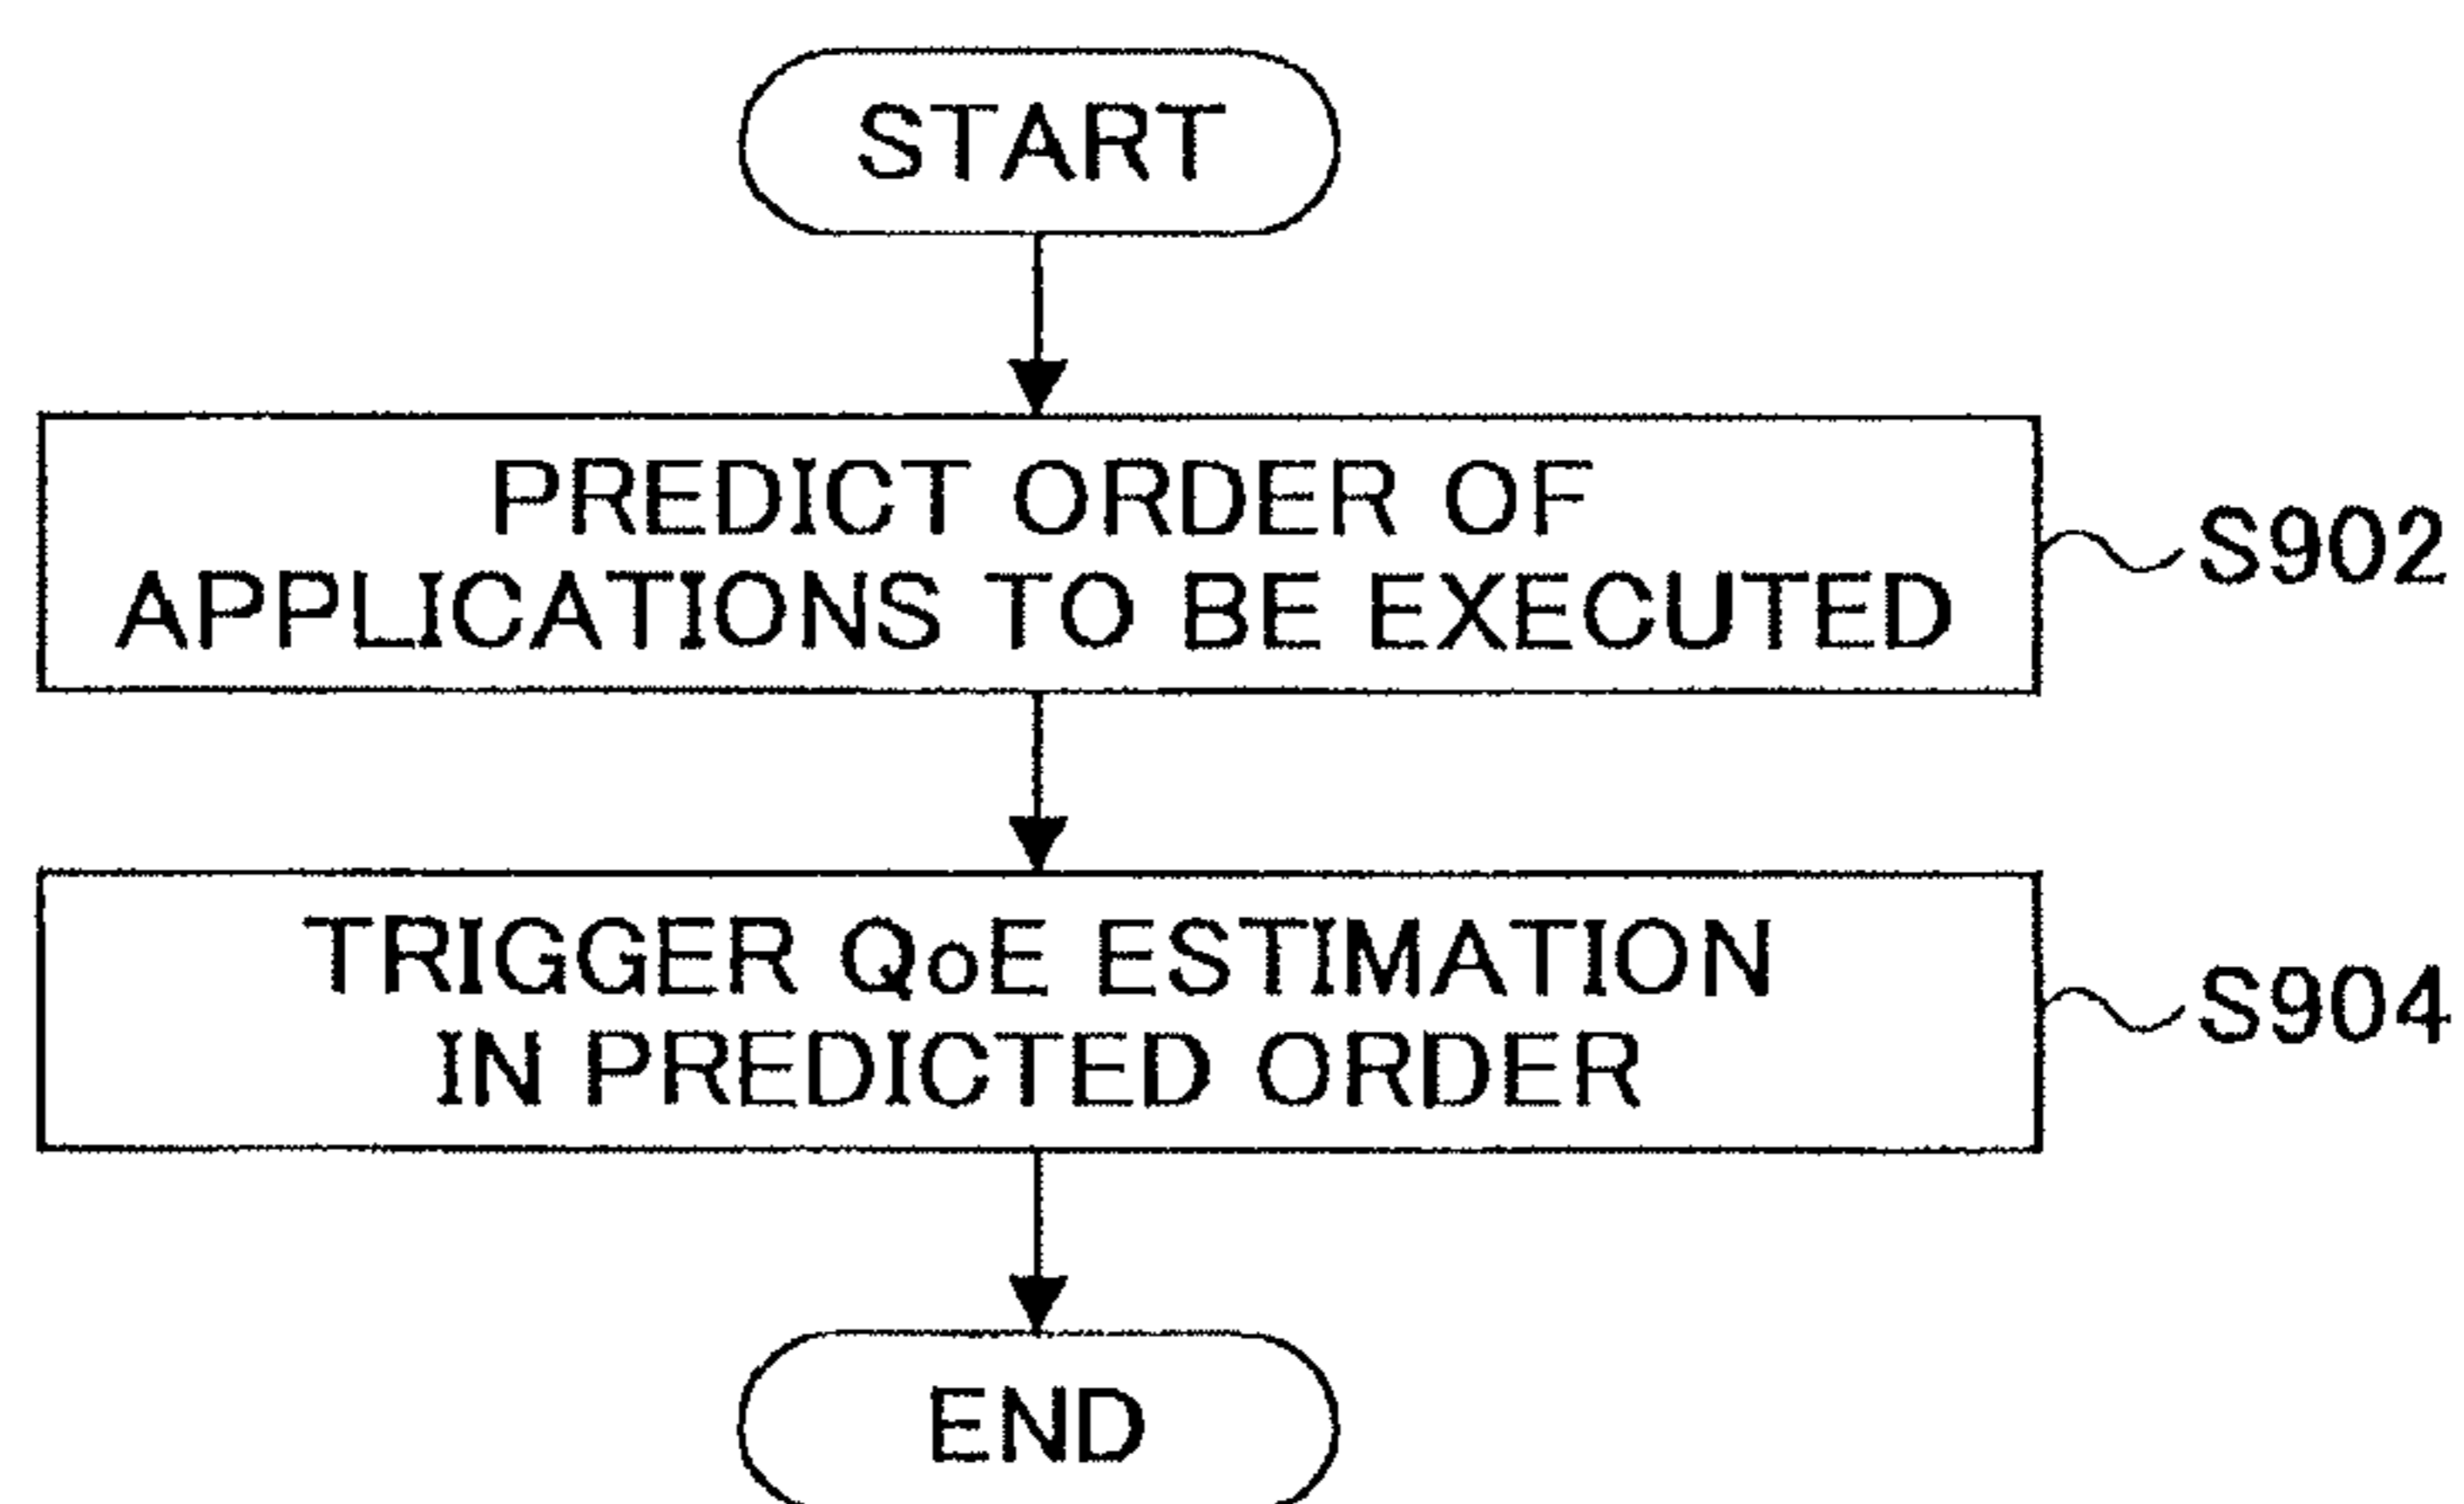 START
PREDICT ORDER OF
APPLICATIONS TO BE EXECUTED
S902
TRIGGER QoE ESTIMATION
IN PREDICTED ORDER
S904
END